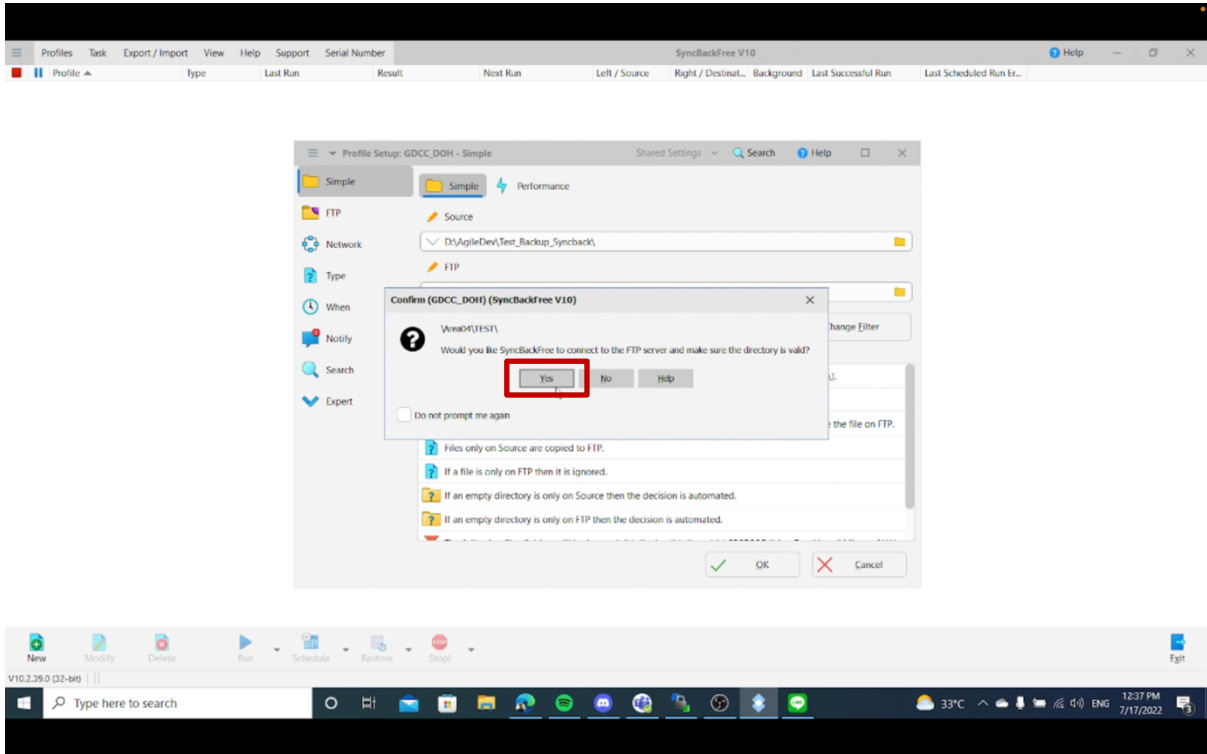 Profiles Task Export / Import View Help Support Serial Number SyncBackFree V10 Help
Profile Type Last Run Result Next Run Left / Source Right / Destinat... Background Last Successful Run Last Scheduled Run Er...
Profile Setup: GDCC_DOH - Simple Shared Settings Search Help
Simple
FTP
Network
Type
When
Notify
Search
Expert
Simple Performance
Source
D:\AgileDev\Test_Backup_Syncback\
FTP
Change Filter
Confirm (GDCC_DOH) (SyncBackFree V10)
\Area04\TEST\
Would you like SyncBackFree to connect to the FTP server and make sure the directory is valid?
Yes No Help
Do not prompt me again
\).
the file on FTP.
Files only on Source are copied to FTP.
If a file is only on FTP then it is ignored.
If an empty directory is only on Source then the decision is automated.
If an empty directory is only on FTP then the decision is automated.
OK Cancel
New Modify Delete Run Schedule Restore Stop! Exit
V10.2.39.0 (32-bit)
Type here to search
33°C ENG 12:37 PM
7/17/2022
3